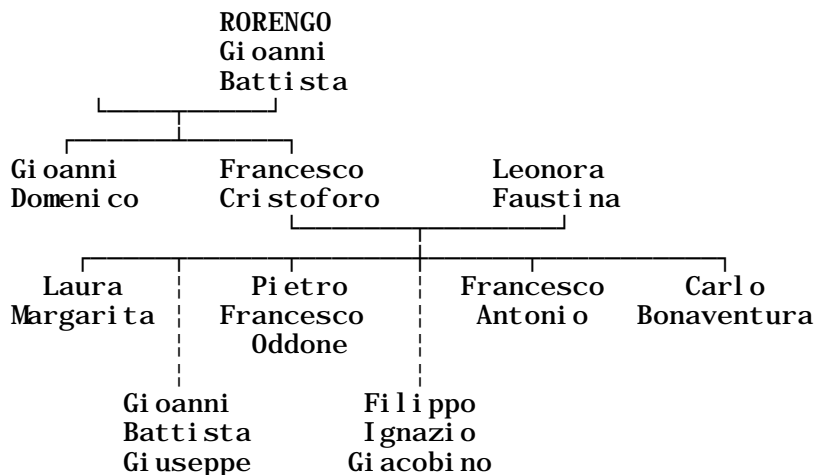 RORENGO
Gioanni
Battista
Gioanni Francesco Leonora
Domenico Cristoforo Faustina
Laura Pietro Francesco Carlo
Margarita Francesco Antonio Bonaventura
Oddone
Gioanni Filippo
Battista Ignazio
Giuseppe Giacobino